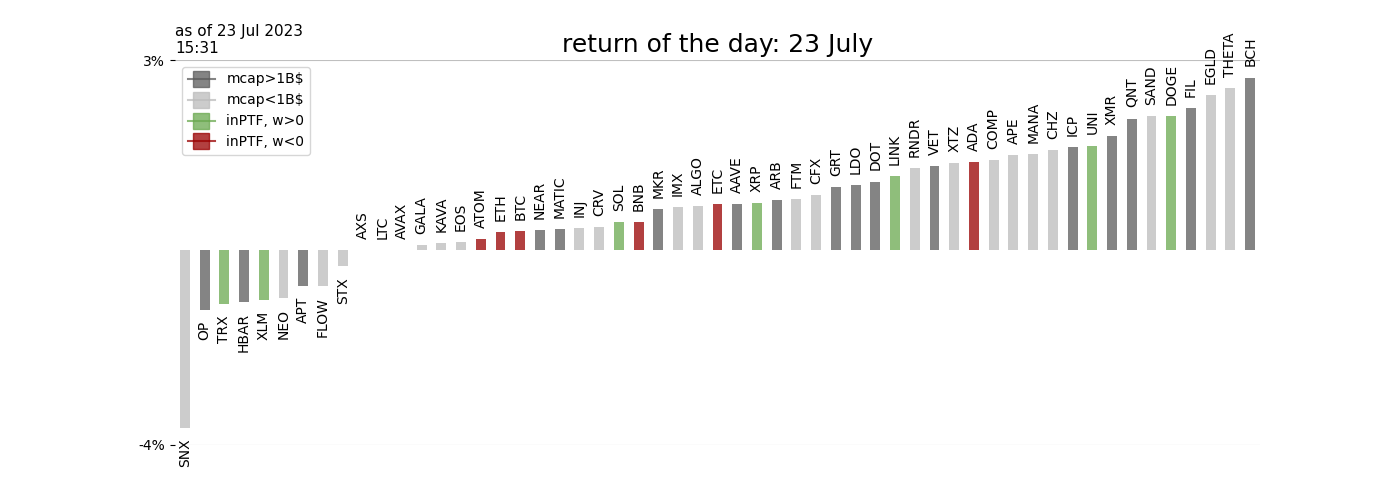 as of 23 Jul 2023
15:31
return of the day: 23 July
3%
mcap>1B$
mcap<1B$
inPTF, w>0
inPTF, w<0
-4%
SNX
OP
TRX
HBAR
XLM
NEO
APT
FLOW
STX
AXS
LTC
AVAX
GALA
KAVA
EOS
ATOM
ETH
BTC
NEAR
MATIC
INJ
CRV
SOL
BNB
MKR
IMX
ALGO
ETC
AAVE
XRP
ARB
FTM
CFX
GRT
LDO
DOT
LINK
RNDR
VET
XTZ
ADA
COMP
APE
MANA
CHZ
ICP
UNI
XMR
QNT
SAND
DOGE
FIL
EGLD
THETA
BCH